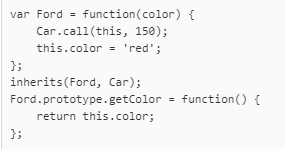 var Ford = function(color) {
    Car.call(this, 150);
    this.color = 'red';
};
inherits(Ford, Car);
Ford.prototype.getColor = function() {
    return this.color;
};